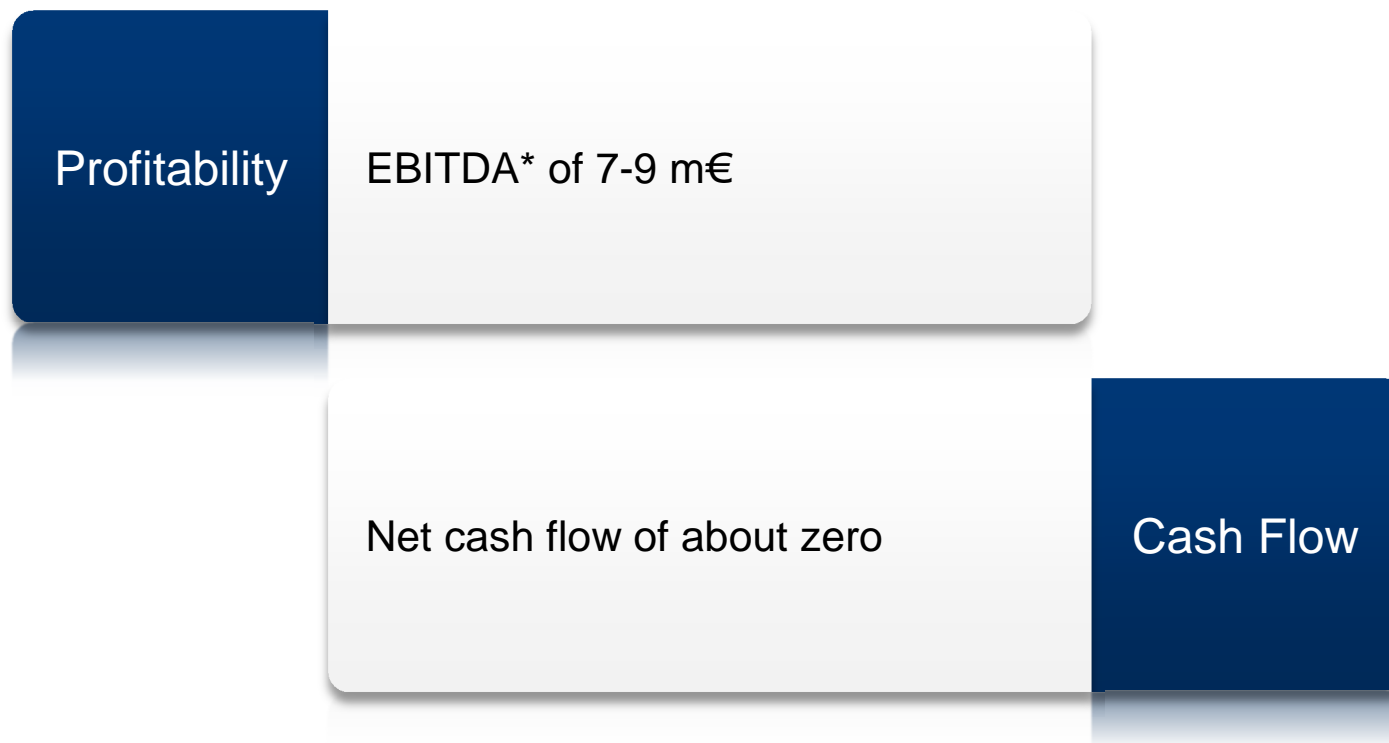 Profitability
EBITDA* of 7-9 m€
Net cash flow of about zero
Cash Flow